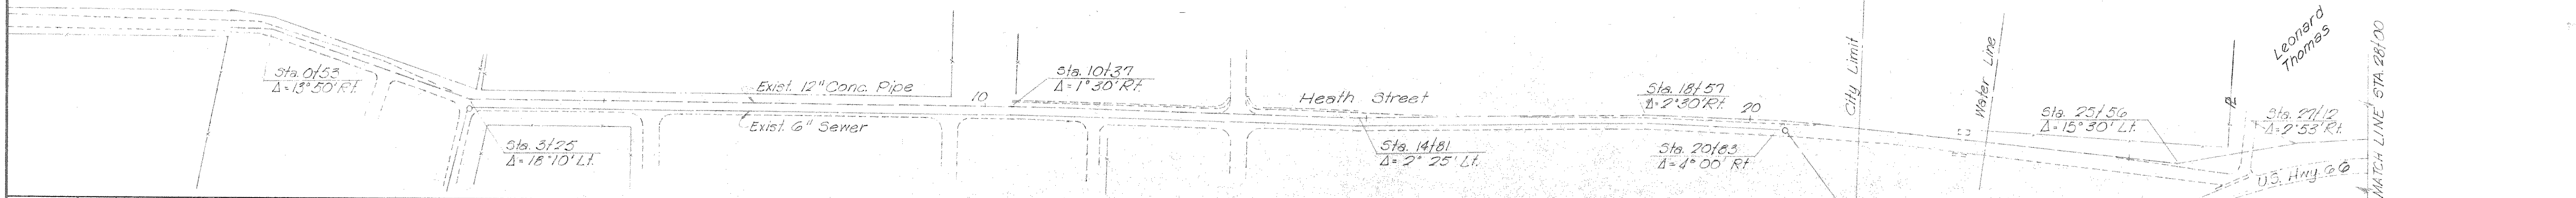 Sta. 0+53
Δ=13°50' Rt.
Sta. 3+25
Δ=18°10' Lt.
Exist. 12" Conc. Pipe
Exist. 6" Sewer
10
Sta. 10+37
Δ=1°30' Rt.
Heath Street
Sta. 14+81
Δ=2°25' Lt.
Sta. 18+57
Δ=2°30' Rt.
20
Sta. 20+83
Δ=4°00' Rt.
City Limit
Water Line
Sta. 25+56
Δ=15°30' Lt.
Sta. 27+12
Δ=2°53' Rt.
U.S. Hwy. 66
Leonard
Thomas
MATCH LINE STA. 28+00